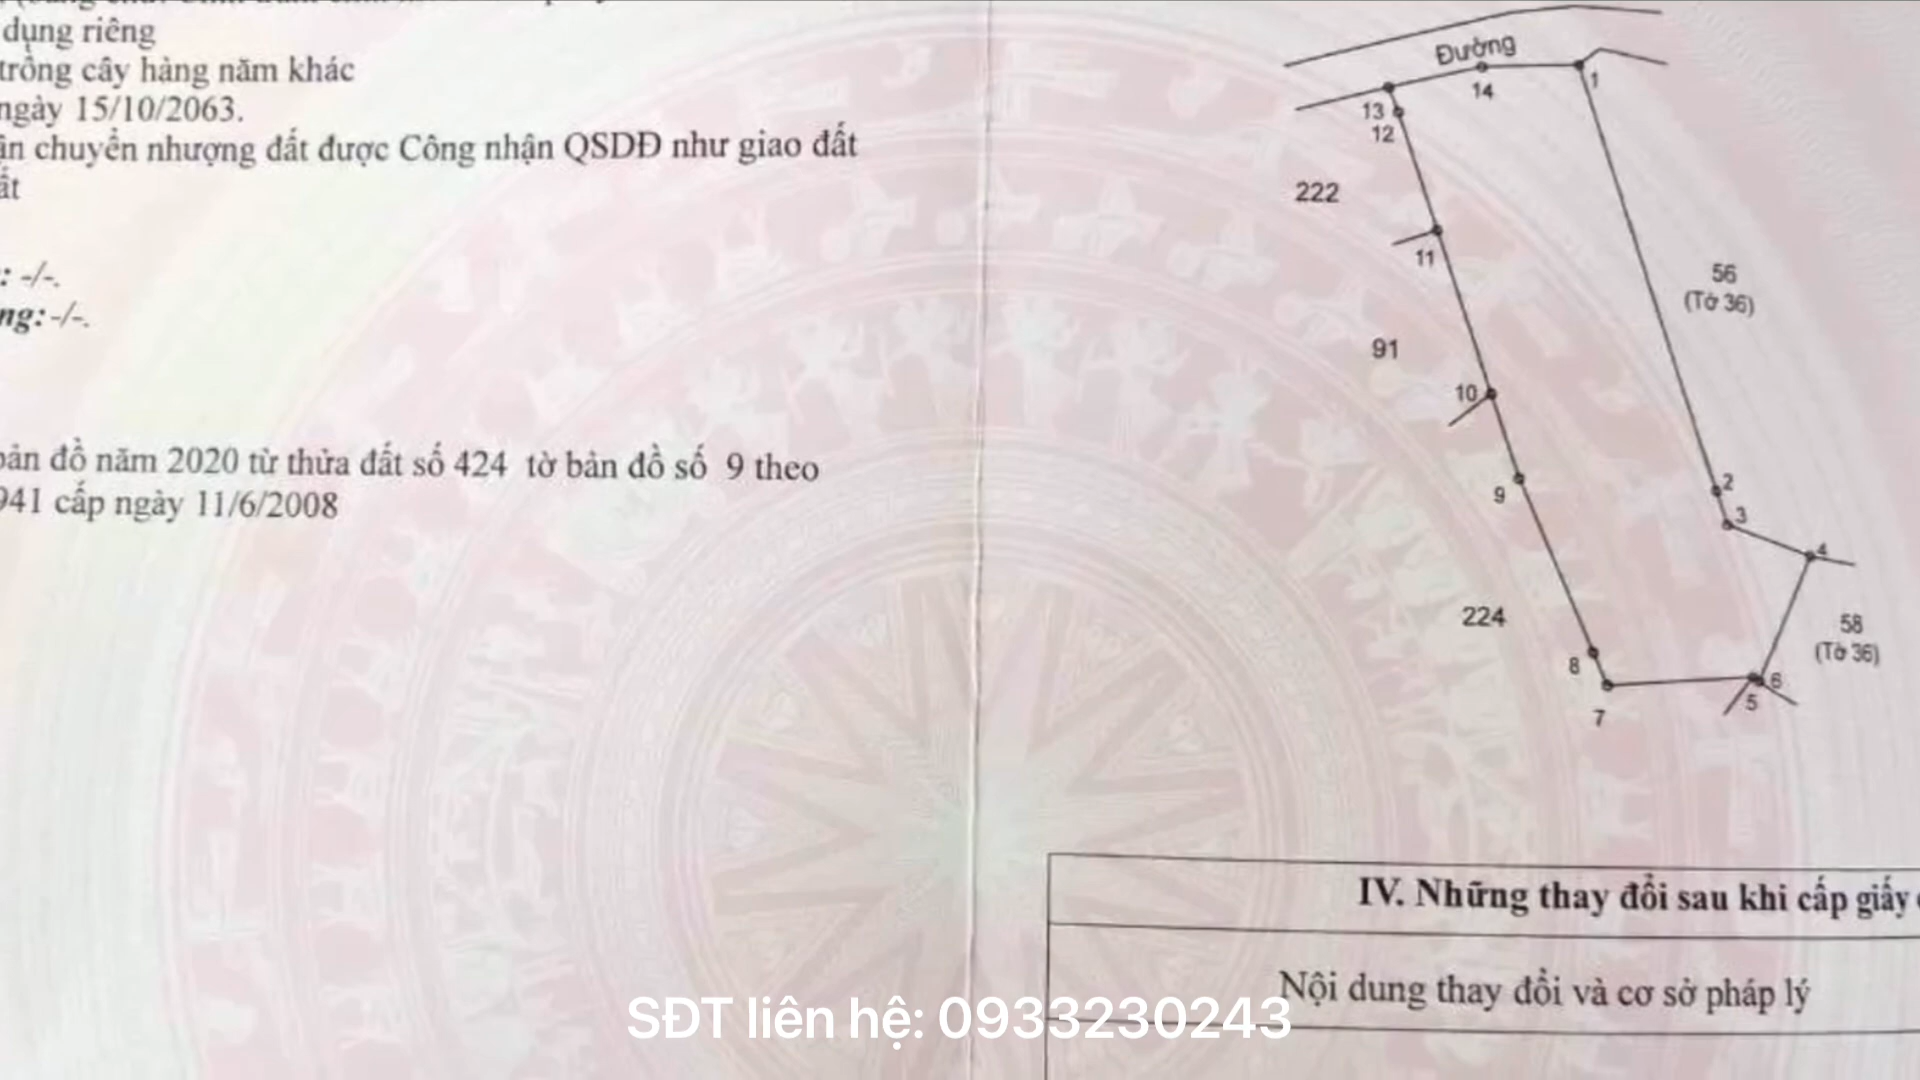 dụng riêng
trồng cây hàng năm khác
ngày 15/10/2063.
chuyển nhượng đất được Công nhận QSDĐ như giao đất
: -/-.
ng: -/-.
bản đồ năm 2020 từ thửa đất số 424 tờ bản đồ số 9 theo
941 cấp ngày 11/6/2008
Đường
1
14
13
12
222
11
56
(Tờ 36)
91
10
2
9
3
4
224
58
(Tờ 36)
8
6
5
7
IV. Những thay đổi sau khi cấp giấy
Nội dung thay đổi và cơ sở pháp lý
SĐT liên hệ: 0933230243